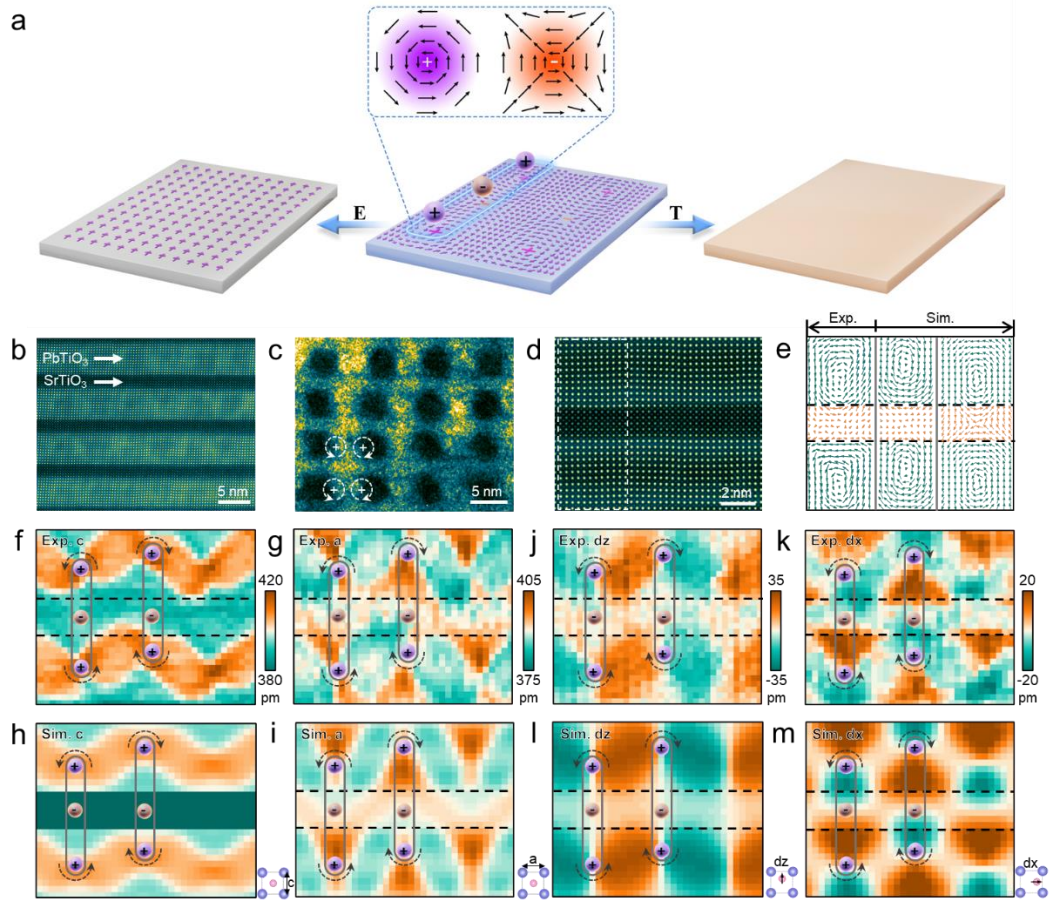 a
+
-
+
-
+
E
T
b
PbTiO3
SrTiO3
5 nm
c
+ +
+ +
5 nm
d
2 nm
e
Exp.
Sim.
f
Exp. c
+
+
-
-
+
+
420
380
pm
g
Exp. a
+
+
-
-
+
+
405
375
pm
j
Exp. dz
+
+
-
-
+
+
35
-35
pm
k
Exp. dx
+
+
-
-
+
+
20
-20
pm
h
Sim. c
+
+
-
-
+
+
c
i
Sim. a
+
+
-
-
+
+
a
l
Sim. dz
+
+
-
-
+
+
dz
m
Sim. dx
+
+
-
-
+
+
dx